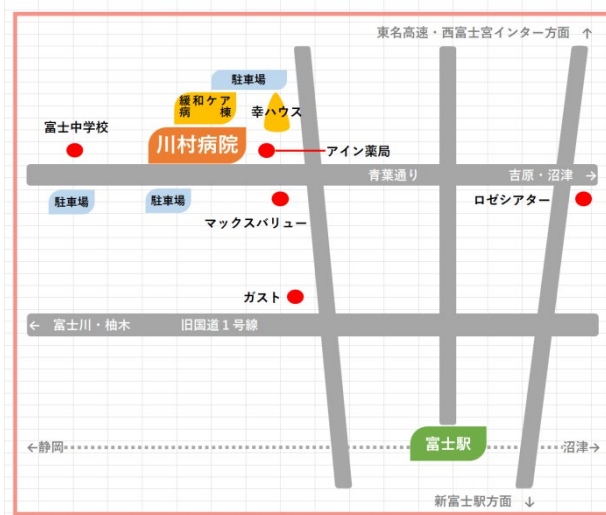 東名高速・西富士宮インター方面 ↑
駐車場
緩和ケア
病棟
幸ハウス
富士中学校
川村病院
アイン薬局
青葉通り
吉原・沼津 →
駐車場
駐車場
マックスバリュー
ロゼシアター
ガスト
← 富士川・柚木
旧国道1号線
←静岡
富士駅
沼津→
新富士駅方面 ↓